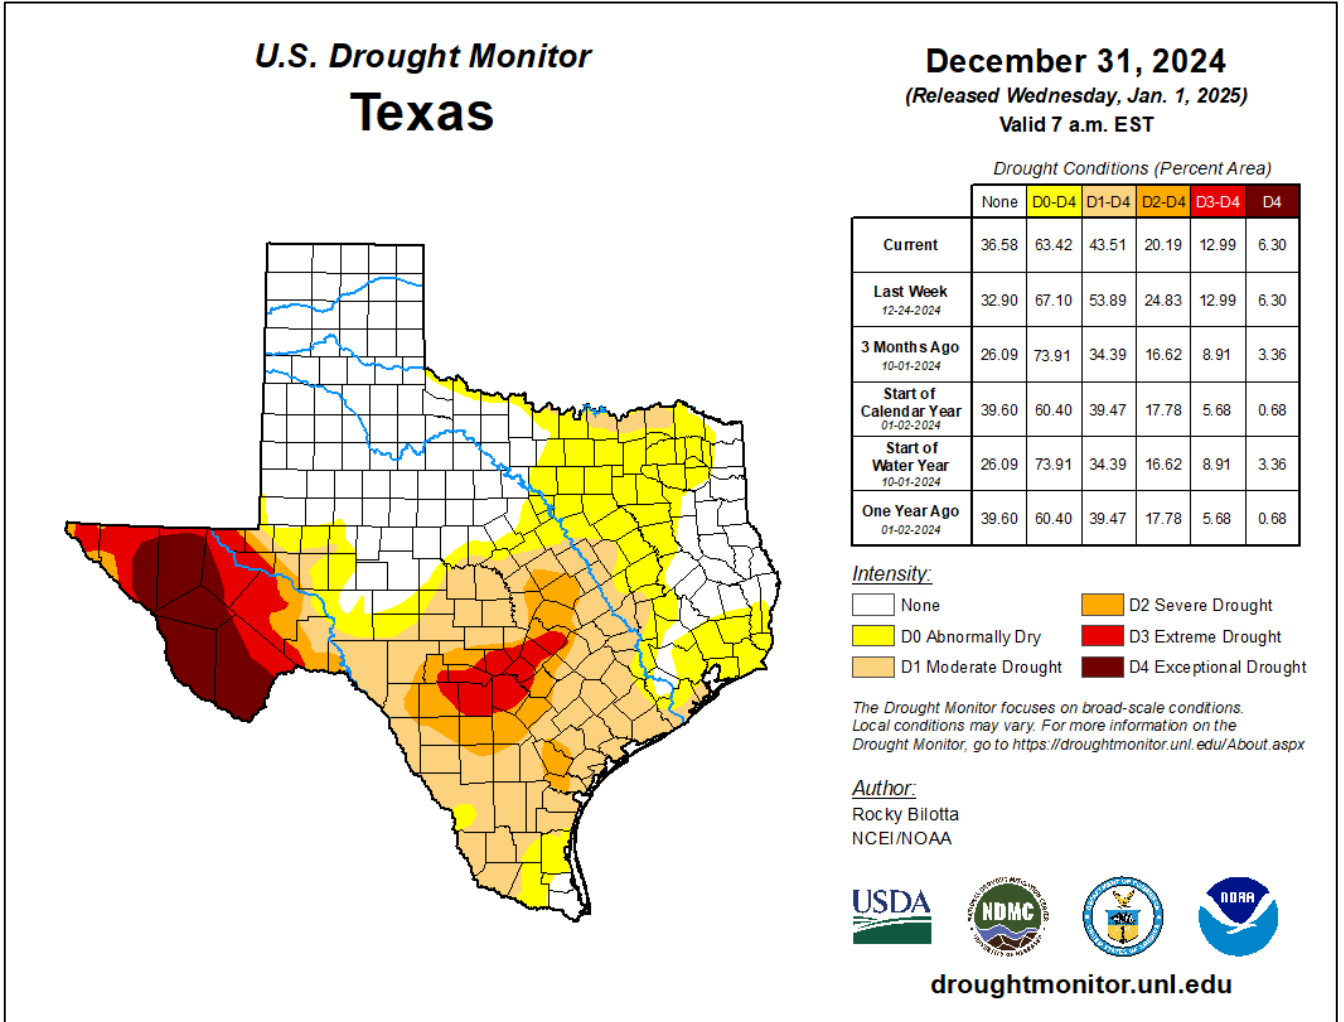 U.S. Drought Monitor
Texas
December 31, 2024
(Released Wednesday, Jan. 1, 2025)
Valid 7 a.m. EST
Drought Conditions (Percent Area)
None D0-D4 D1-D4 D2-D4 D3-D4 D4
Current 36.58 63.42 43.51 20.19 12.99 6.30
Last Week
12-24-2024 32.90 67.10 53.89 24.83 12.99 6.30
3 Months Ago
10-01-2024 26.09 73.91 34.39 16.62 8.91 3.36
Start of
Calendar Year
01-02-2024 39.60 60.40 39.47 17.78 5.68 0.68
Start of
Water Year
10-01-2024 26.09 73.91 34.39 16.62 8.91 3.36
One Year Ago
01-02-2024 39.60 60.40 39.47 17.78 5.68 0.68
Intensity:
None
D0 Abnormally Dry
D1 Moderate Drought
D2 Severe Drought
D3 Extreme Drought
D4 Exceptional Drought
The Drought Monitor focuses on broad-scale conditions.
Local conditions may vary. For more information on the
Drought Monitor, go to https://droughtmonitor.unl.edu/About.aspx
Author:
Rocky Bilotta
NCEI/NOAA
USDA
NDMC
NOAA
droughtmonitor.unl.edu